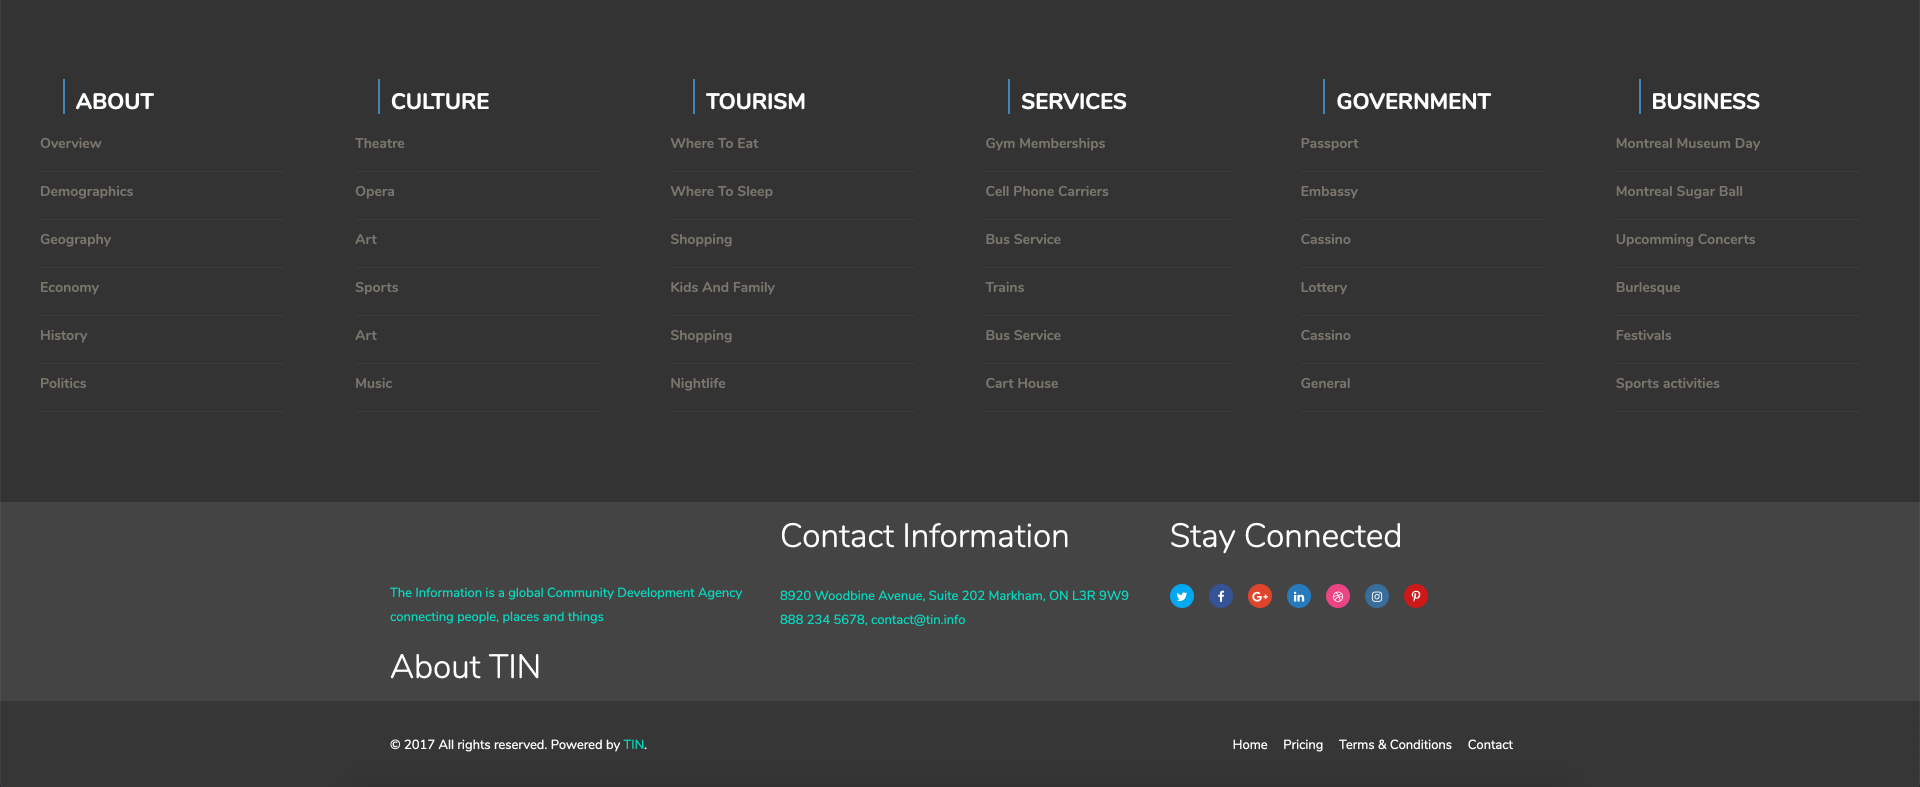 ABOUT
Overview
Demographics
Geography
Economy
History
Politics
CULTURE
Theatre
Opera
Art
Sports
Art
Music
TOURISM
Where To Eat
Where To Sleep
Shopping
Kids And Family
Shopping
Nightlife
SERVICES
Gym Memberships
Cell Phone Carriers
Bus Service
Trains
Bus Service
Cart House
GOVERNMENT
Passport
Embassy
Cassino
Lottery
Cassino
General
BUSINESS
Montreal Museum Day
Montreal Sugar Ball
Upcomming Concerts
Burlesque
Festivals
Sports activities
The Information is a global Community Development Agency
connecting people, places and things
About TIN
Contact Information
8920 Woodbine Avenue, Suite 202 Markham, ON L3R 9W9
888 234 5678, contact@tin.info
Stay Connected
© 2017 All rights reserved. Powered by TIN.
Home Pricing Terms & Conditions Contact